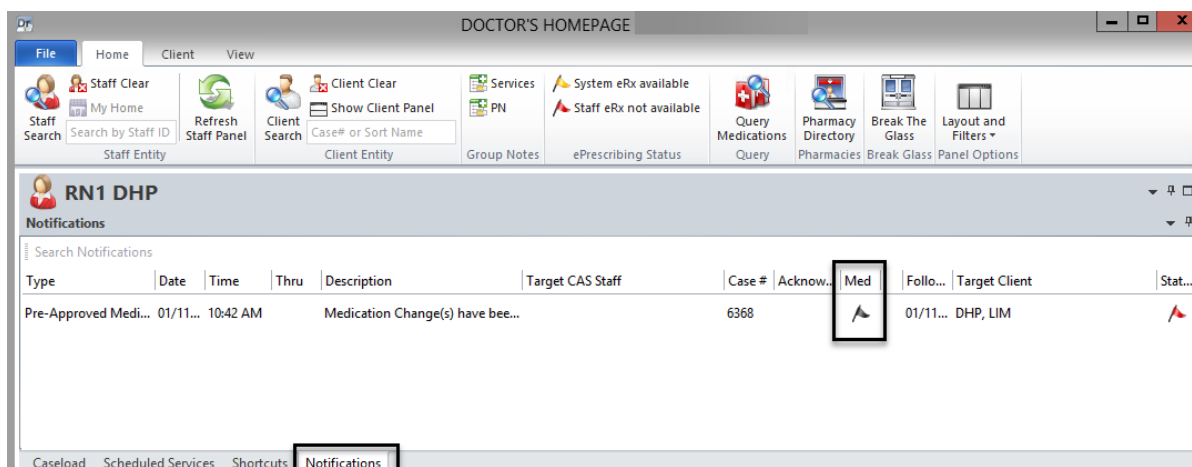 Dr
DOCTOR'S HOMEPAGE
File Home Client View
Staff Clear Client Clear Services System eRx available
My Home Show Client Panel PN Staff eRx not available
Staff Search Search by Staff ID Refresh Staff Panel Client Search Case# or Sort Name Query Medications Pharmacy Directory Break The Glass Layout and Filters
Staff Entity Client Entity Group Notes ePrescribing Status Query Pharmacies Break Glass Panel Options
RN1 DHP
Notifications
Search Notifications
Type Date Time Thru Description Target CAS Staff Case # Acknow... Med Follo... Target Client Stat...
Pre-Approved Medi... 01/11... 10:42 AM Medication Change(s) have bee... 6368 01/11... DHP, LIM
Caseload Scheduled Services Shortcuts Notifications